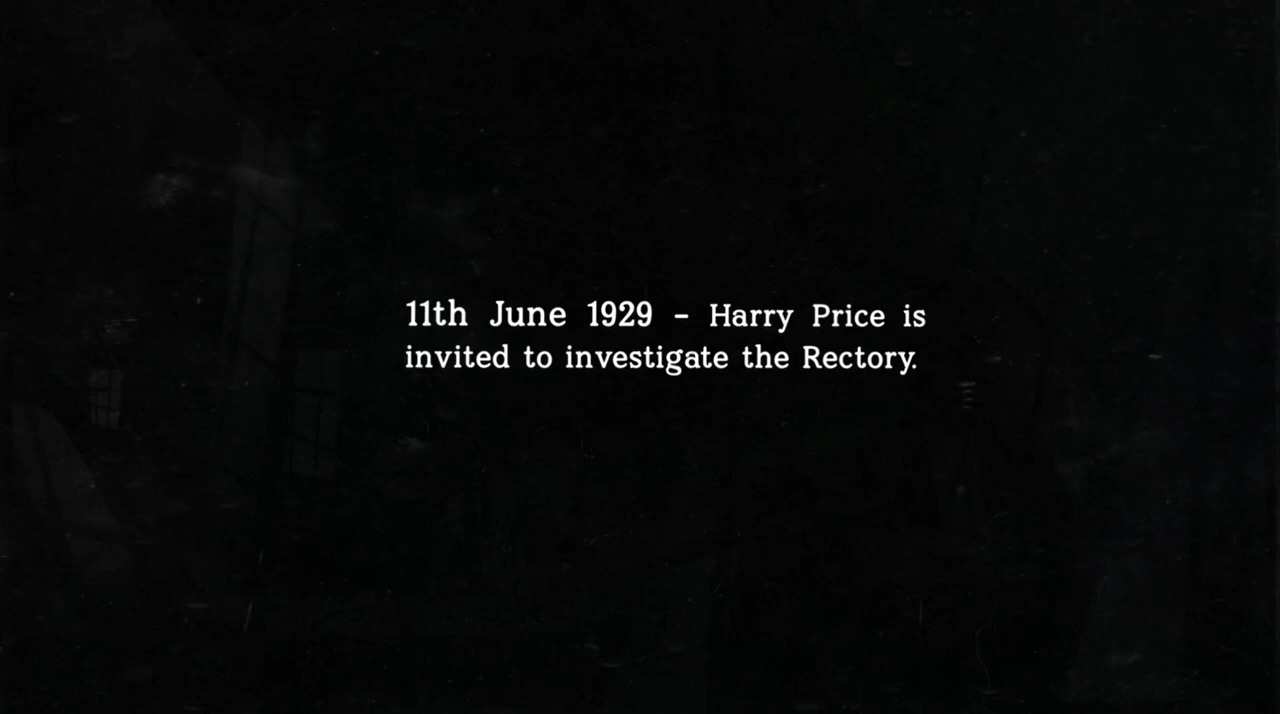 11th June 1929 – Harry Price is
invited to investigate the Rectory.